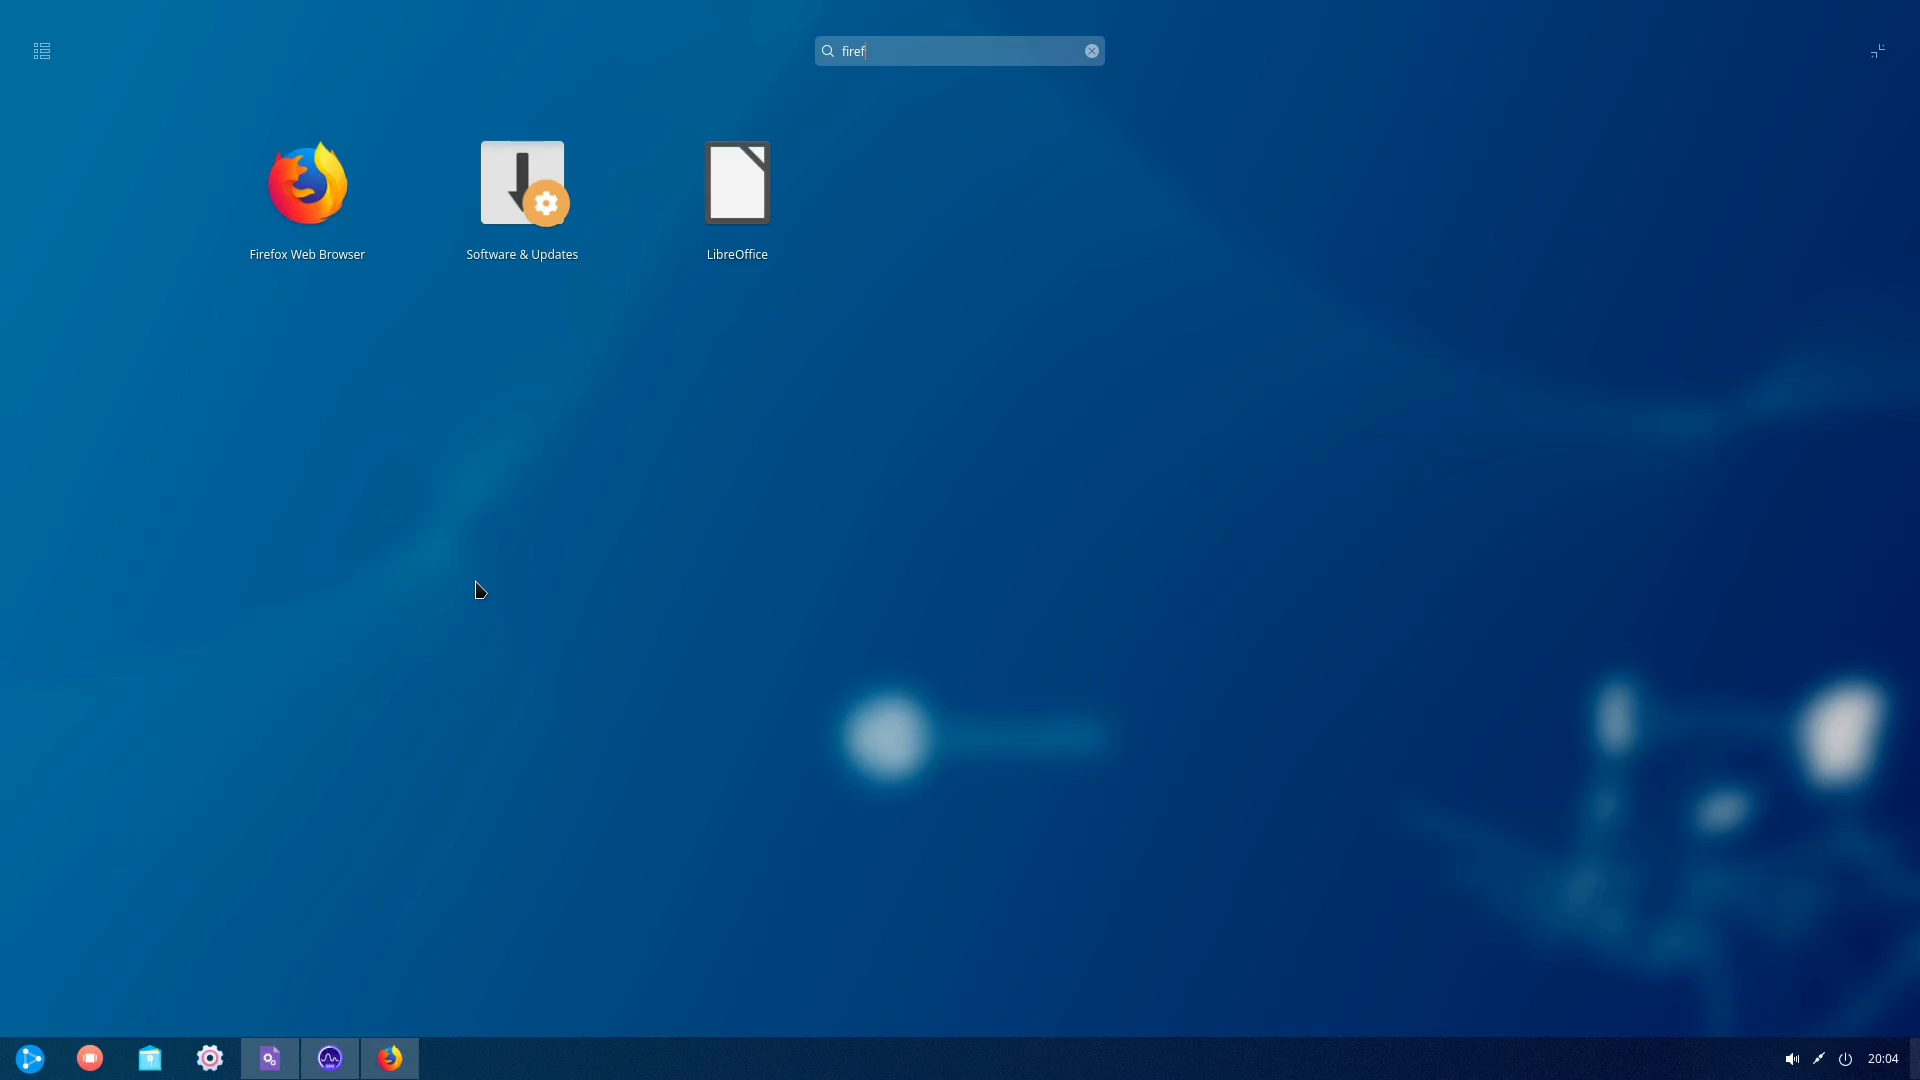 firef
Firefox Web Browser
Software & Updates
LibreOffice
20:04